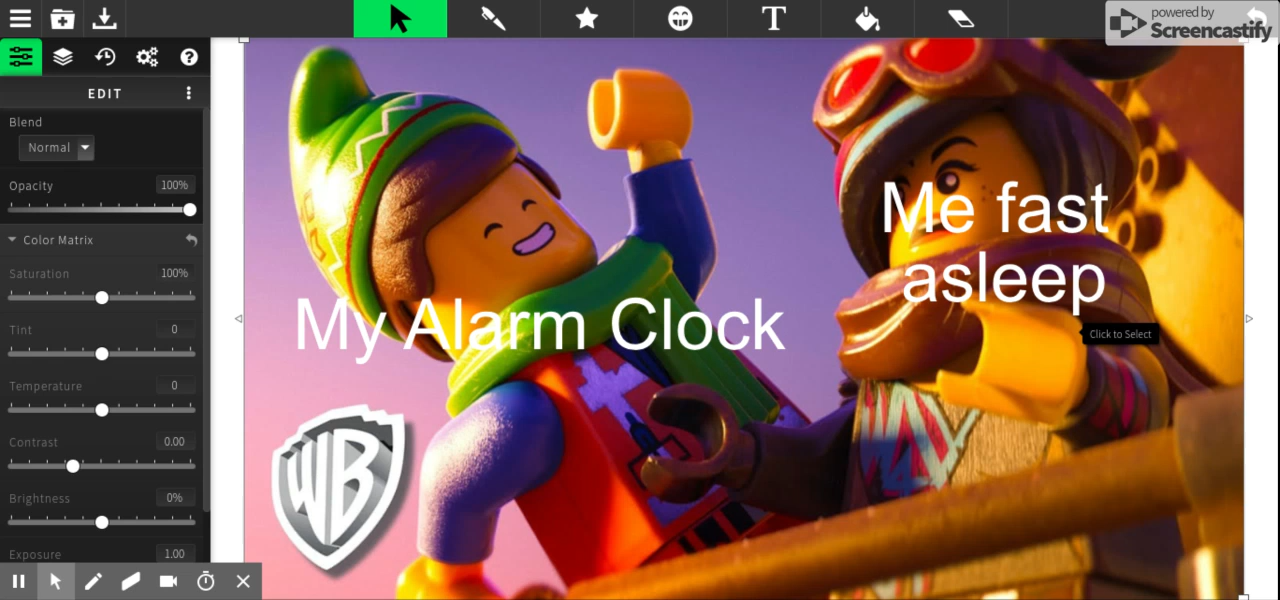 powered by
Screencastify
EDIT
Blend
Normal
Opacity 100%
Color Matrix
Saturation 100%
Tint 0
Temperature 0
Contrast 0.00
Brightness 0%
Exposure 1.00
T
Me fast
asleep
My Alarm Clock
Click to Select
WB